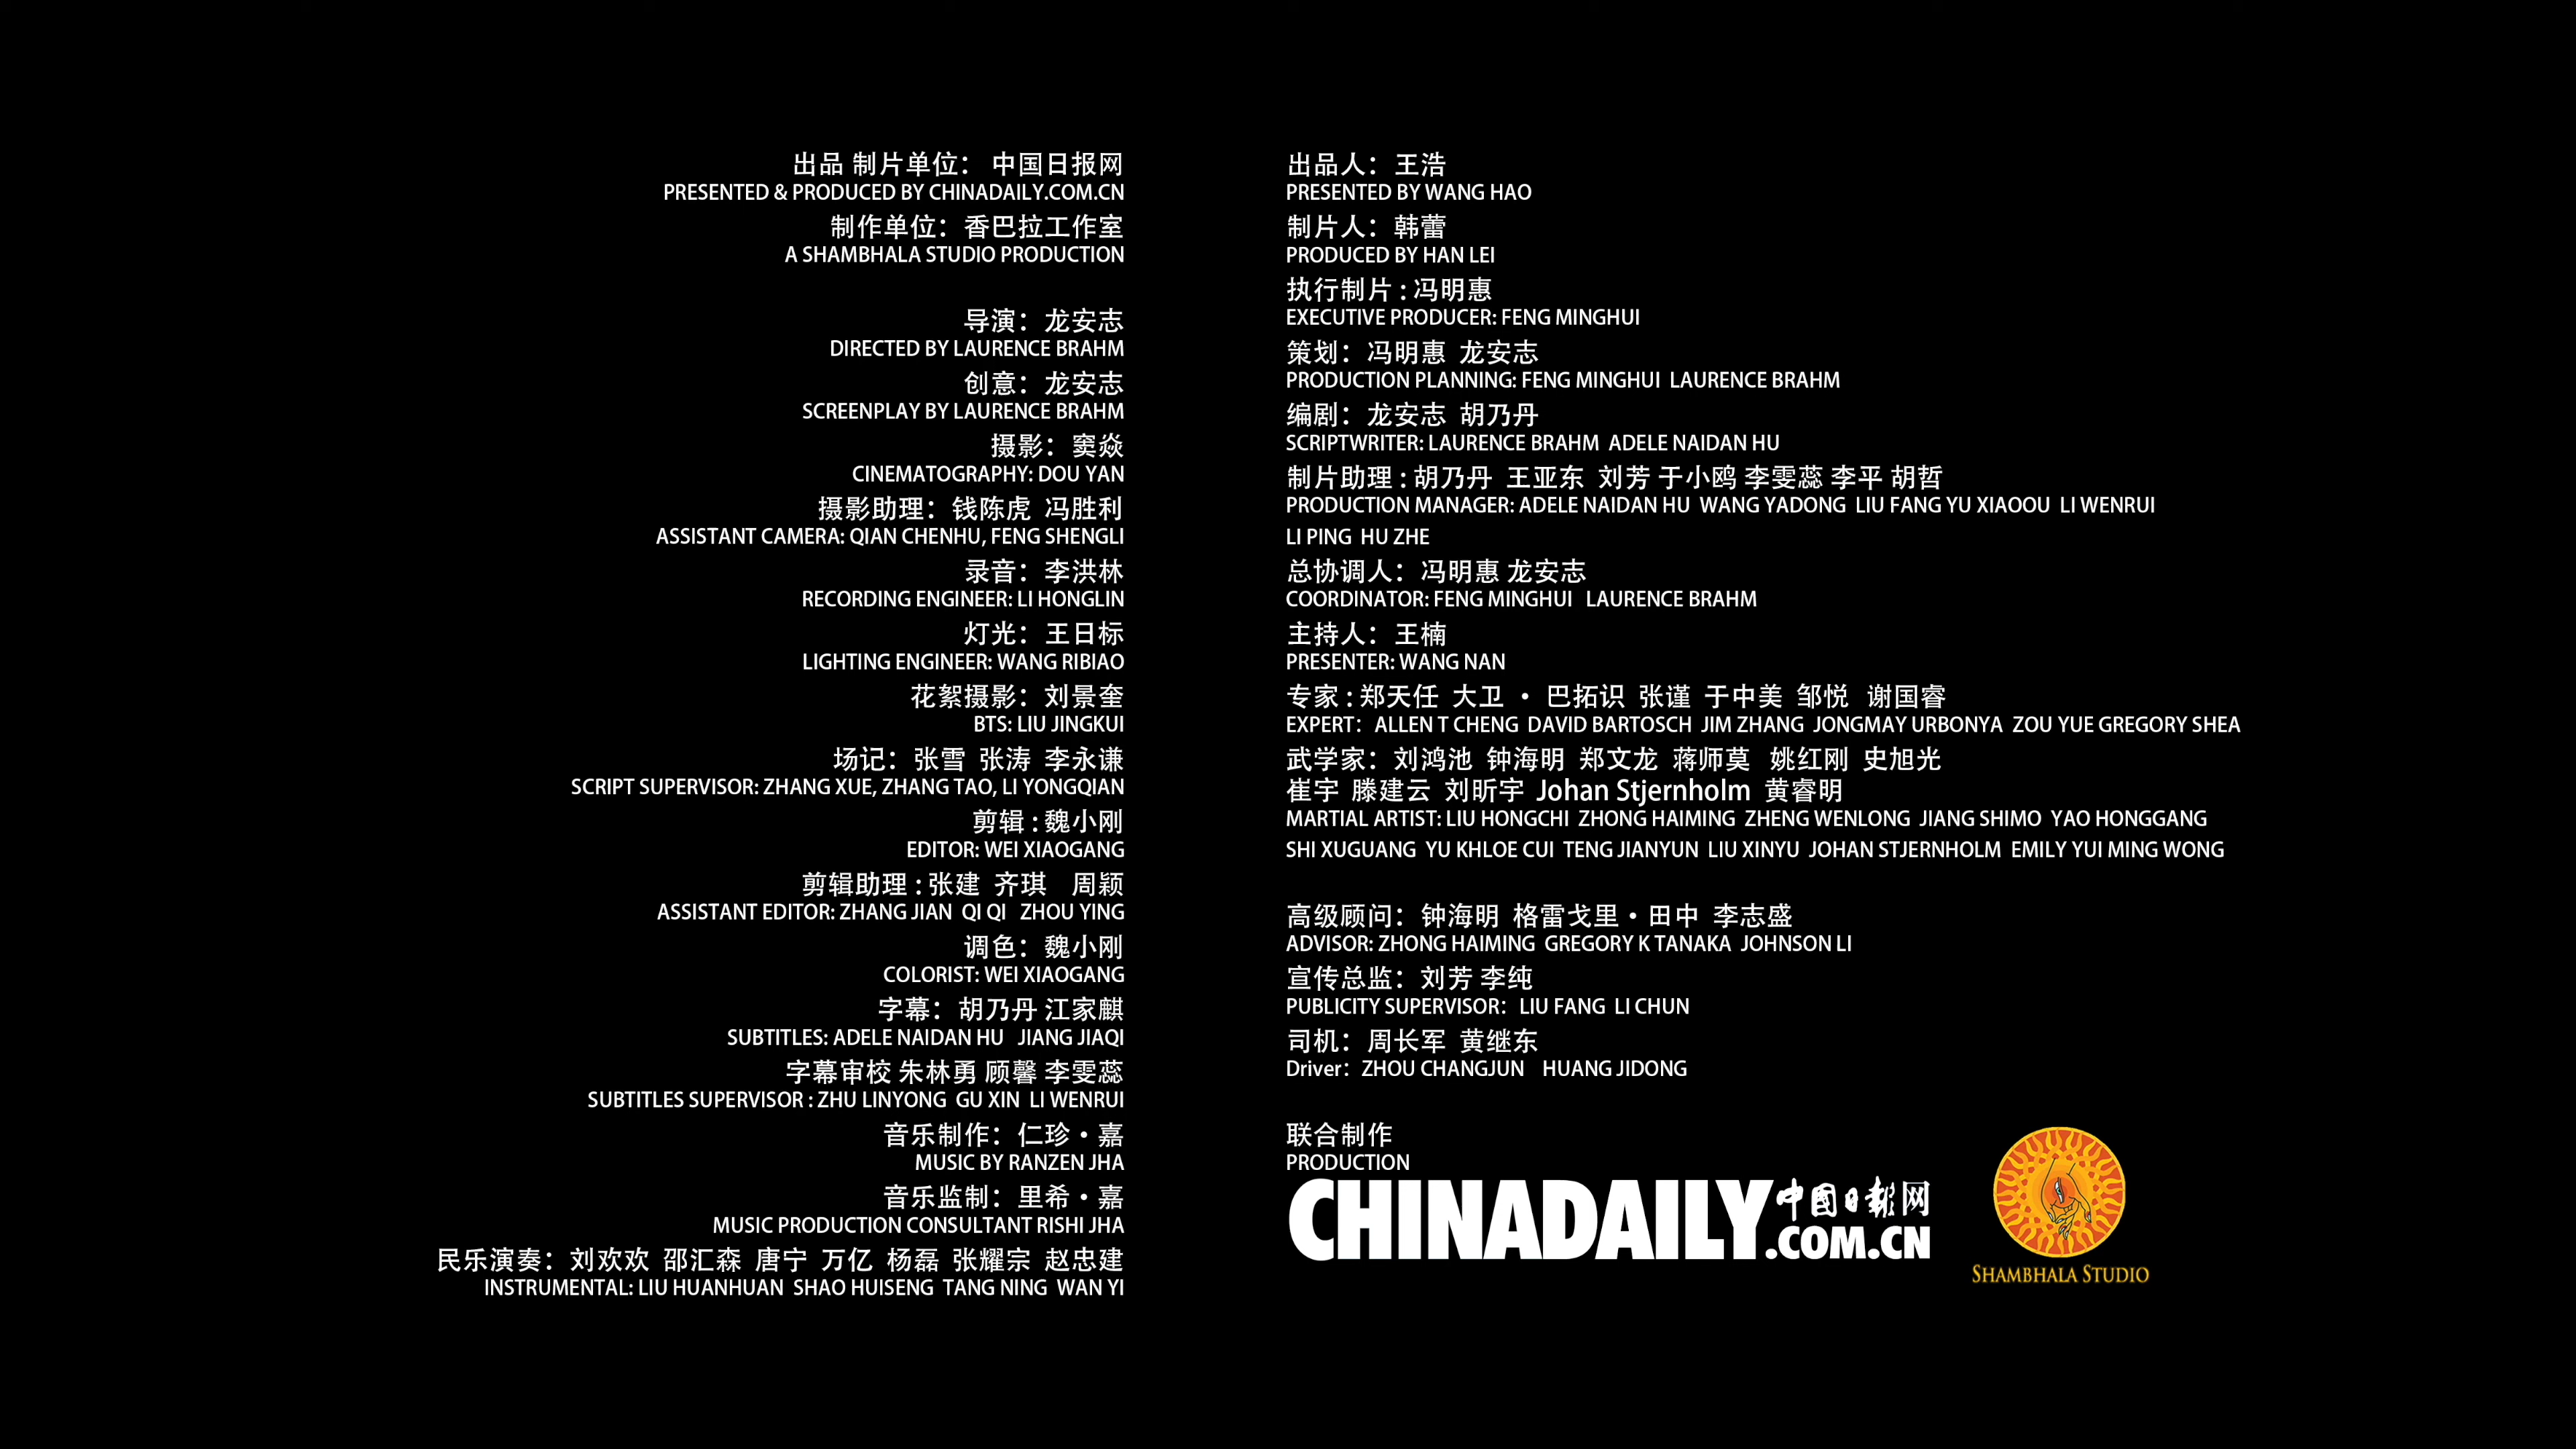 出品 制片单位： 中国日报网
PRESENTED & PRODUCED BY CHINADAILY.COM.CN
制作单位：香巴拉工作室
A SHAMBHALA STUDIO PRODUCTION
导演：龙安志
DIRECTED BY LAURENCE BRAHM
创意：龙安志
SCREENPLAY BY LAURENCE BRAHM
摄影：窦焱
CINEMATOGRAPHY: DOU YAN
摄影助理：钱陈虎 冯胜利
ASSISTANT CAMERA: QIAN CHENHU, FENG SHENGLI
录音：李洪林
RECORDING ENGINEER: LI HONGLIN
灯光：王日标
LIGHTING ENGINEER: WANG RIBIAO
花絮摄影：刘景奎
BTS: LIU JINGKUI
场记：张雪 张涛 李永谦
SCRIPT SUPERVISOR: ZHANG XUE, ZHANG TAO, LI YONGQIAN
剪辑 : 魏小刚
EDITOR: WEI XIAOGANG
剪辑助理 : 张建 齐琪 周颖
ASSISTANT EDITOR: ZHANG JIAN QI QI ZHOU YING
调色：魏小刚
COLORIST: WEI XIAOGANG
字幕：胡乃丹 江家麒
SUBTITLES: ADELE NAIDAN HU JIANG JIAQI
字幕审校 朱林勇 顾馨 李雯蕊
SUBTITLES SUPERVISOR : ZHU LINYONG GU XIN LI WENRUI
音乐制作：仁珍·嘉
MUSIC BY RANZEN JHA
音乐监制：里希·嘉
MUSIC PRODUCTION CONSULTANT RISHI JHA
民乐演奏：刘欢欢 邵汇森 唐宁 万亿 杨磊 张耀宗 赵忠建
INSTRUMENTAL: LIU HUANHUAN SHAO HUISENG TANG NING WAN YI
出品人：王浩
PRESENTED BY WANG HAO
制片人：韩蕾
PRODUCED BY HAN LEI
执行制片 : 冯明惠
EXECUTIVE PRODUCER: FENG MINGHUI
策划：冯明惠 龙安志
PRODUCTION PLANNING: FENG MINGHUI LAURENCE BRAHM
编剧：龙安志 胡乃丹
SCRIPTWRITER: LAURENCE BRAHM ADELE NAIDAN HU
制片助理 : 胡乃丹 王亚东 刘芳 于小鸥 李雯蕊 李平 胡哲
PRODUCTION MANAGER: ADELE NAIDAN HU WANG YADONG LIU FANG YU XIAOOU LI WENRUI
LI PING HU ZHE
总协调人：冯明惠 龙安志
COORDINATOR: FENG MINGHUI LAURENCE BRAHM
主持人：王楠
PRESENTER: WANG NAN
专家 : 郑天任 大卫 · 巴拓识 张谨 于中美 邹悦 谢国睿
EXPERT：ALLEN T CHENG DAVID BARTOSCH JIM ZHANG JONGMAY URBONYA ZOU YUE GREGORY SHEA
武学家：刘鸿池 钟海明 郑文龙 蒋师莫 姚红刚 史旭光
崔宇 滕建云 刘昕宇 Johan Stjernholm 黄睿明
MARTIAL ARTIST: LIU HONGCHI ZHONG HAIMING ZHENG WENLONG JIANG SHIMO YAO HONGGANG
SHI XUGUANG YU KHLOE CUI TENG JIANYUN LIU XINYU JOHAN STJERNHOLM EMILY YUI MING WONG
高级顾问：钟海明 格雷戈里·田中 李志盛
ADVISOR: ZHONG HAIMING GREGORY K TANAKA JOHNSON LI
宣传总监：刘芳 李纯
PUBLICITY SUPERVISOR：LIU FANG LI CHUN
司机：周长军 黄继东
Driver：ZHOU CHANGJUN HUANG JIDONG
联合制作
PRODUCTION
CHINADAILY 中國日報网
.COM.CN
SHAMBHALA STUDIO